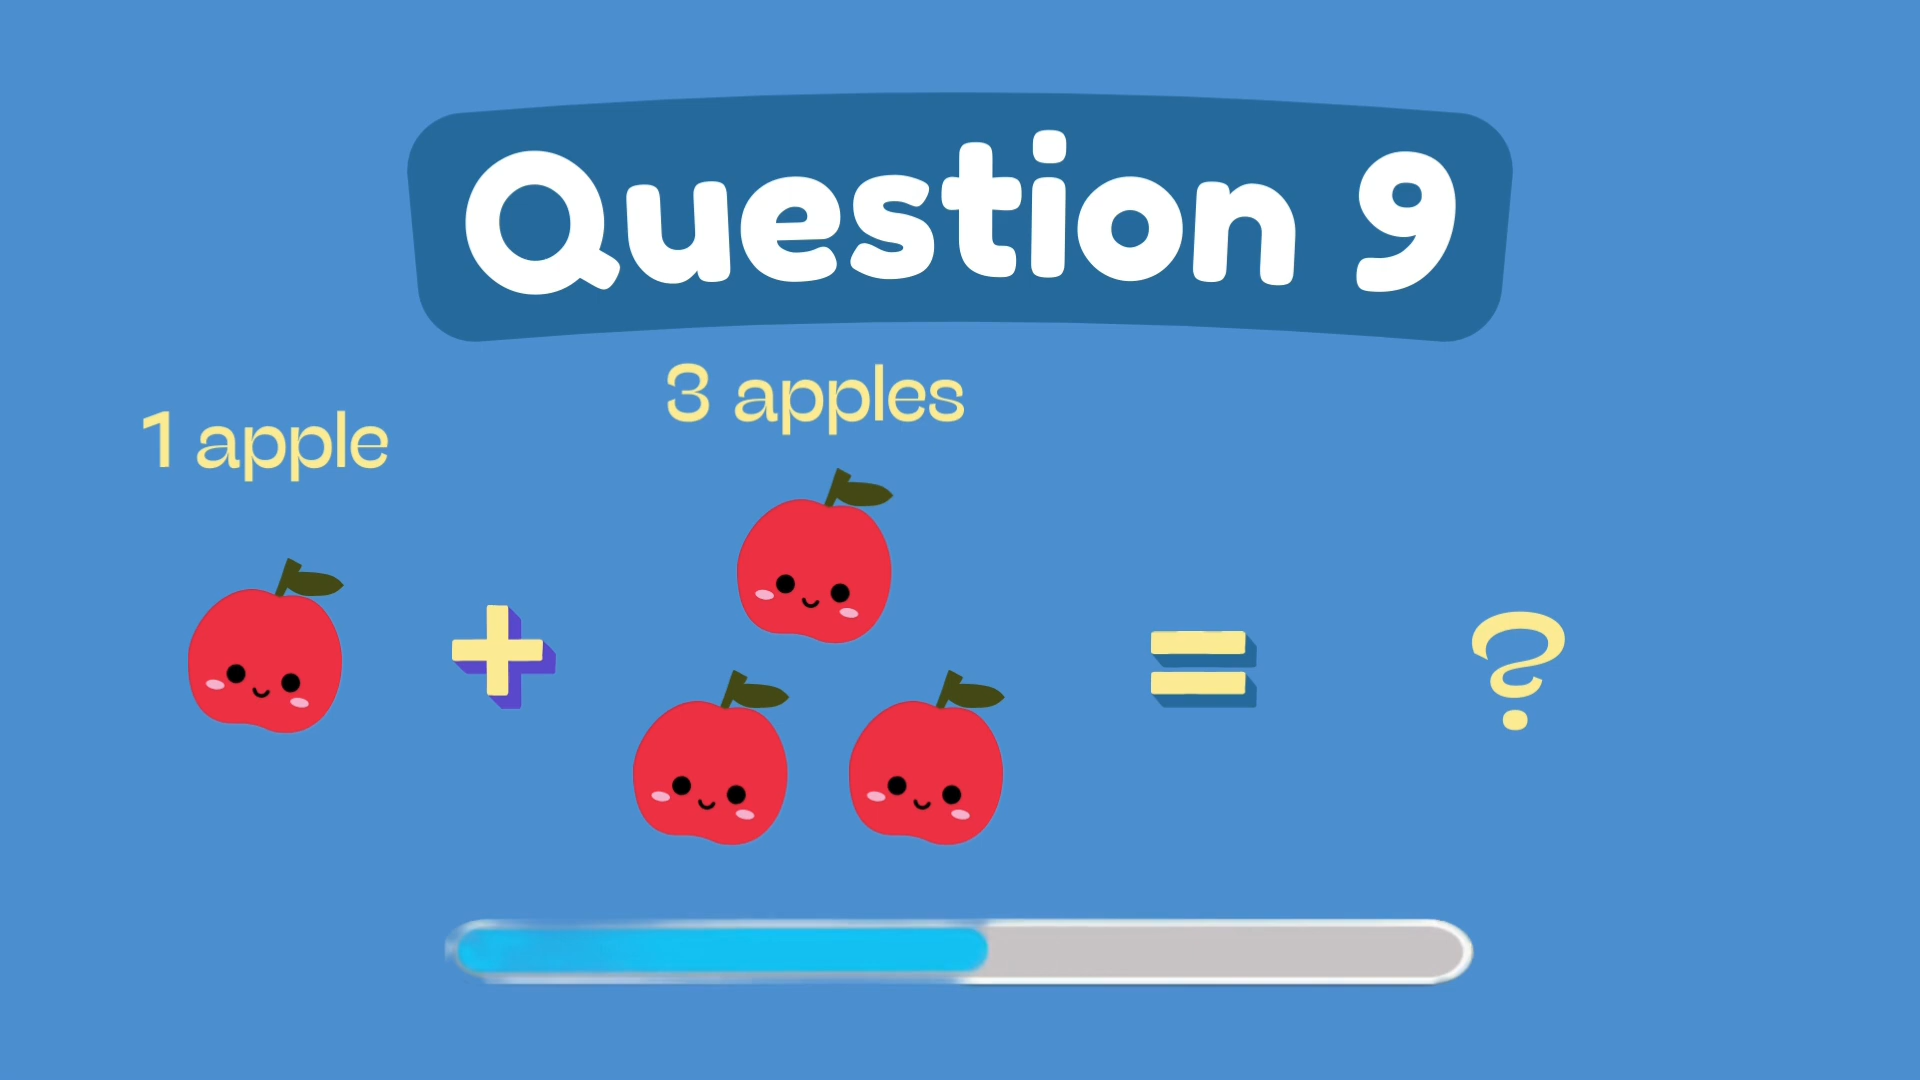 Question 9
1 apple
3 apples
+
=
?